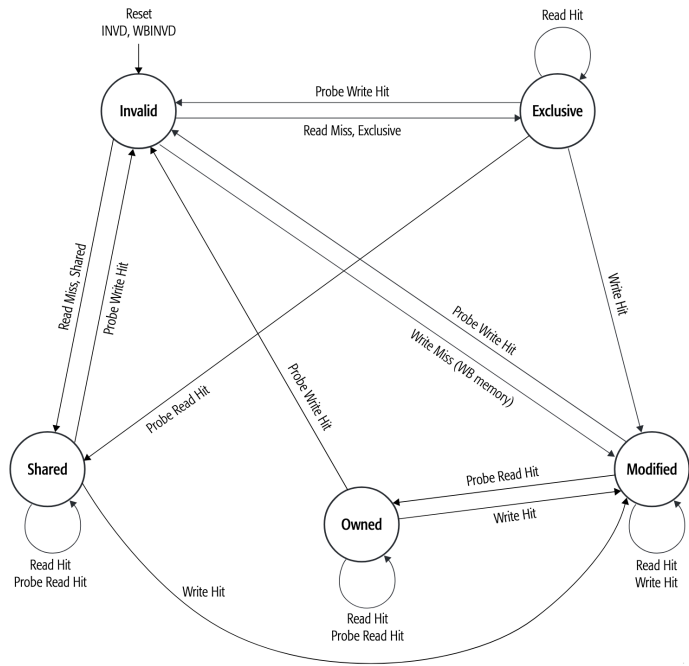 Reset
INVD, WBINVD
Read Hit
Invalid
Probe Write Hit
Exclusive
Read Miss, Exclusive
Read Miss, Shared
Probe Write Hit
Write Hit
Probe Write Hit
Write Miss (WB memory)
Probe Write Hit
Probe Read Hit
Shared
Probe Read Hit
Modified
Owned
Write Hit
Read Hit
Probe Read Hit
Read Hit
Write Hit
Write Hit
Read Hit
Probe Read Hit